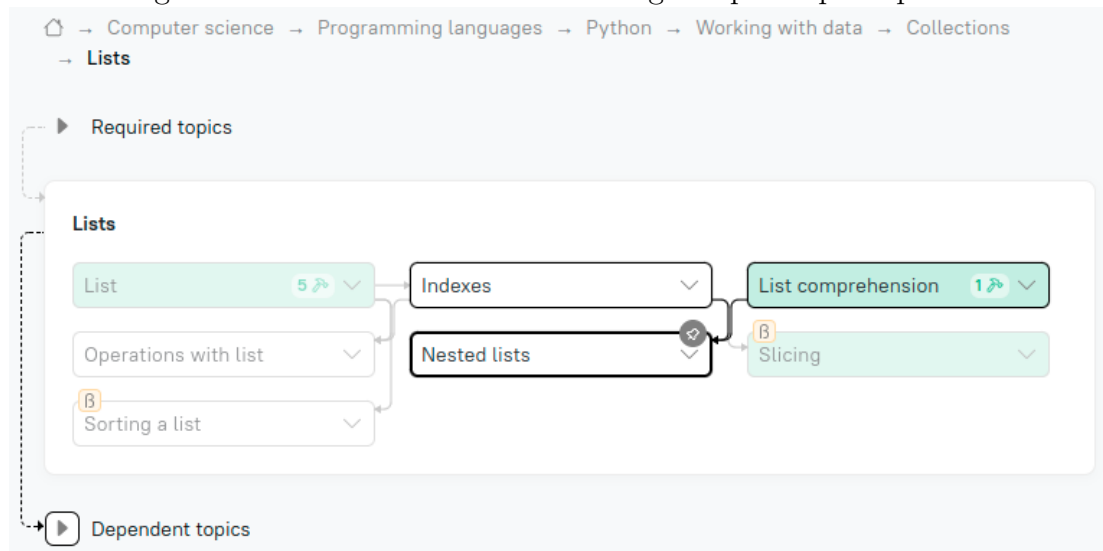 → Computer science → Programming languages → Python → Working with data → Collections
→ Lists
Required topics
Lists
List 5
Indexes
List comprehension 1
Operations with list
Nested lists
β
Slicing
β
Sorting a list
Dependent topics